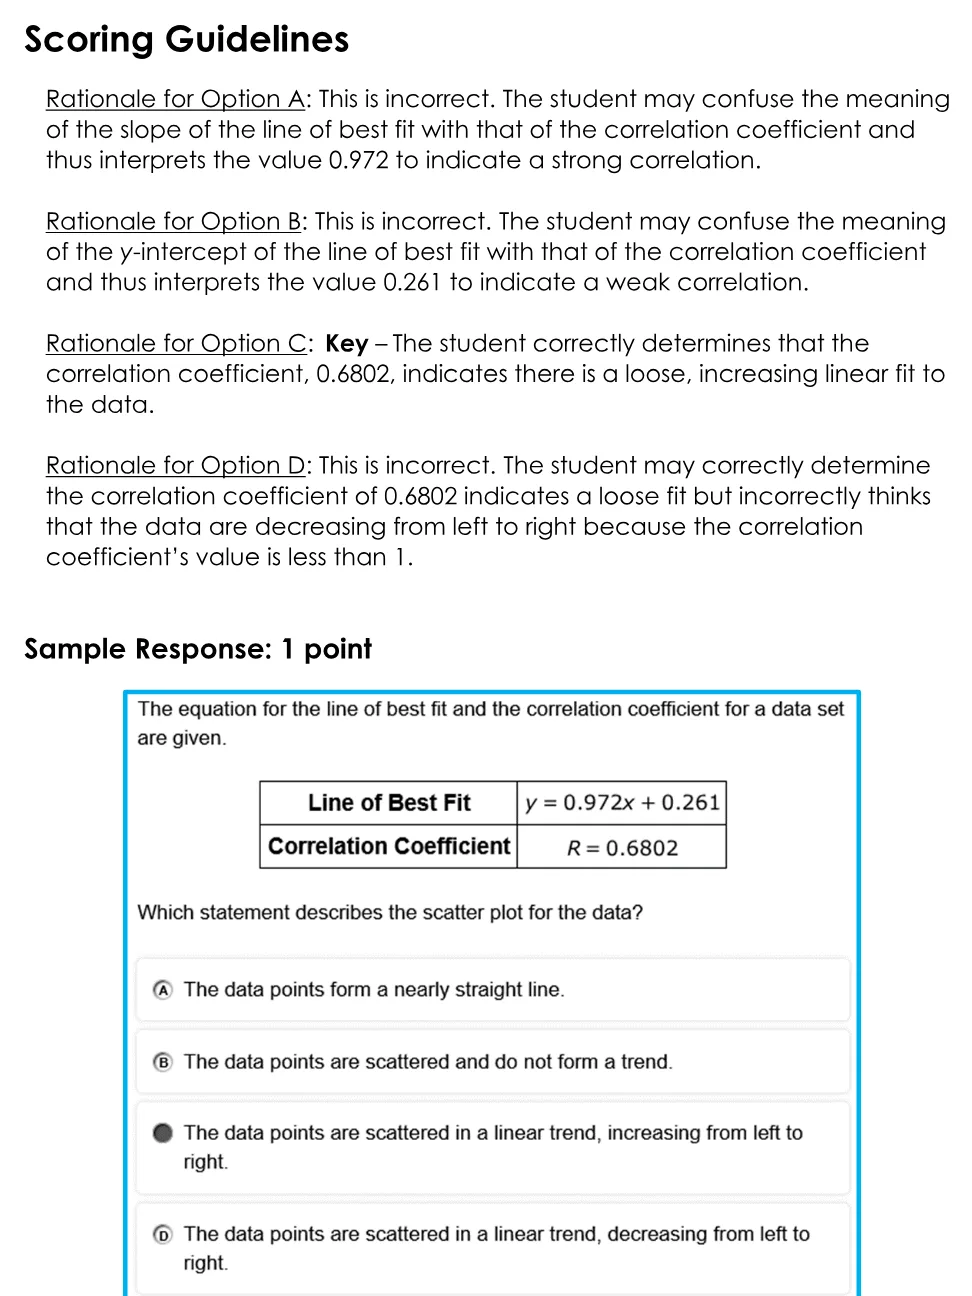 Scoring Guidelines
Rationale for Option A: This is incorrect. The student may confuse the meaning
of the slope of the line of best fit with that of the correlation coefficient and
thus interprets the value 0.972 to indicate a strong correlation.
Rationale for Option B: This is incorrect. The student may confuse the meaning
of the y-intercept of the line of best fit with that of the correlation coefficient
and thus interprets the value 0.261 to indicate a weak correlation.
Rationale for Option C: Key – The student correctly determines that the
correlation coefficient, 0.6802, indicates there is a loose, increasing linear fit to
the data.
Rationale for Option D: This is incorrect. The student may correctly determine
the correlation coefficient of 0.6802 indicates a loose fit but incorrectly thinks
that the data are decreasing from left to right because the correlation
coefficient’s value is less than 1.
Sample Response: 1 point
The equation for the line of best fit and the correlation coefficient for a data set
are given.
Line of Best Fit y = 0.972x + 0.261
Correlation Coefficient R = 0.6802
Which statement describes the scatter plot for the data?
A The data points form a nearly straight line.
B The data points are scattered and do not form a trend.
The data points are scattered in a linear trend, increasing from left to
right.
D The data points are scattered in a linear trend, decreasing from left to
right.